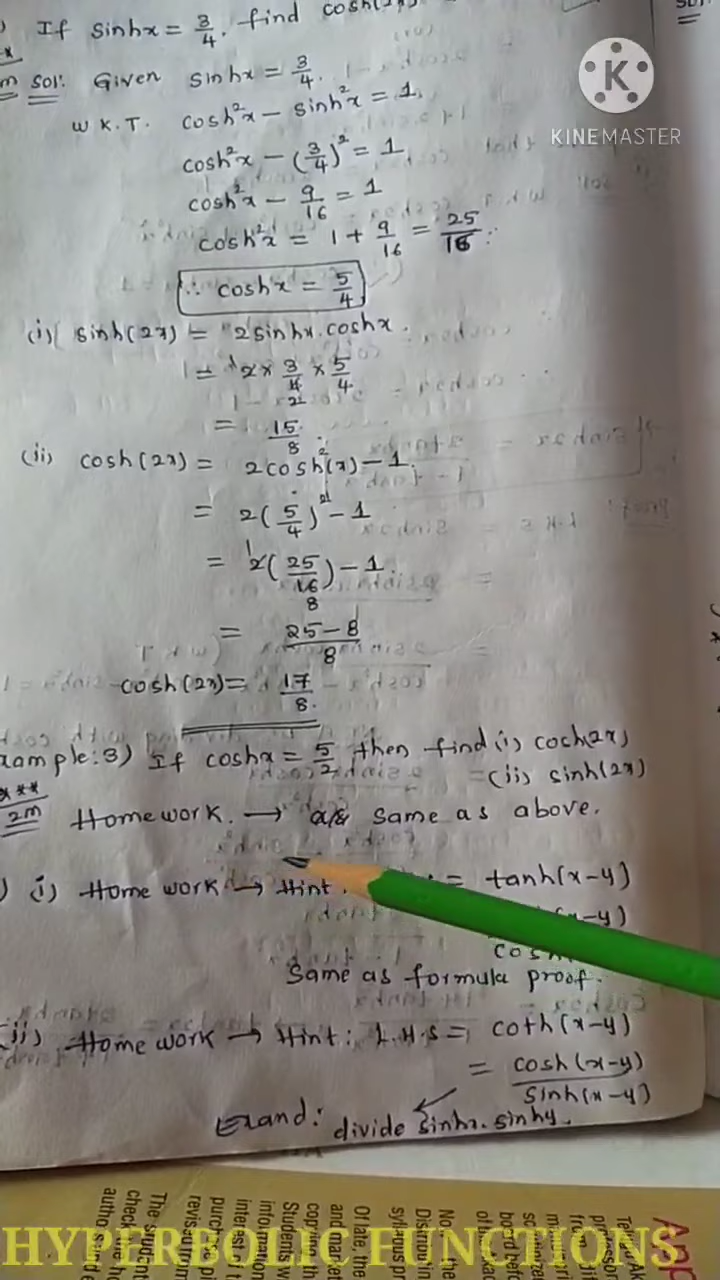 If sinhx = 3/4. find cosh(2x)
Sol: Given sinhx = 3/4.
KINEMASTER
W.K.T. cosh²x - sinh²x = 1
cosh²x - (3/4)² = 1
cosh²x - 9/16 = 1
cosh²x = 1 + 9/16 = 25/16
∴ coshx = 5/4
(i) sinh(2x) = 2sinhx.coshx.
= 2 × 3/4 × 5/4
= 15/8
(ii) cosh(2x) = 2cosh²(x) - 1.
= 2(5/4)² - 1
= 2(25/16) - 1.
8
= 25-8/8
cosh(2x) = 17/8.
xample:3) If coshx = 5/2 then find (i) cosh(2x)
*** = (ii) sinh(2x)
2m Homework. → same as above.
(i) Home work → Hint: = tanh(x-y)
Same as formula proof.
(ii) Home work → Hint: L.H.S = coth(x-y)
= cosh(x-y)/sinh(x-y)
divide sinhx.sinhy.
HYPERBOLIC FUNCTIONS